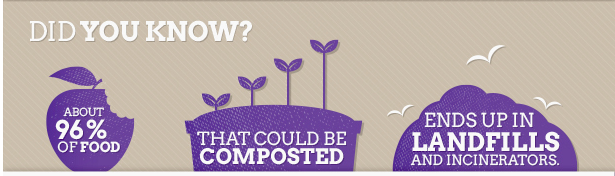 DID YOU KNOW?
ABOUT
96%
OF FOOD
THAT COULD BE
COMPOSTED
ENDS UP IN
LANDFILLS
AND INCINERATORS.